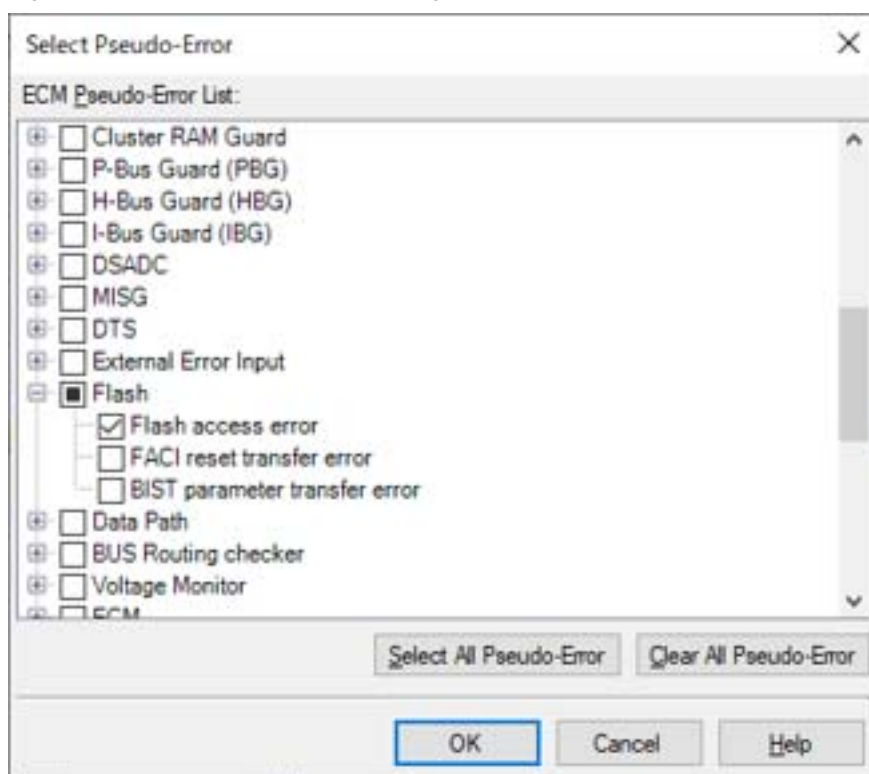 Select Pseudo-Error
ECM Pseudo-Error List:
Cluster RAM Guard
P-Bus Guard (PBG)
H-Bus Guard (HBG)
I-Bus Guard (IBG)
DSADC
MISG
DTS
External Error Input
Flash
Flash access error
FACI reset transfer error
BIST parameter transfer error
Data Path
BUS Routing checker
Voltage Monitor
ECM
Select All Pseudo-Error Clear All Pseudo-Error
OK Cancel Help